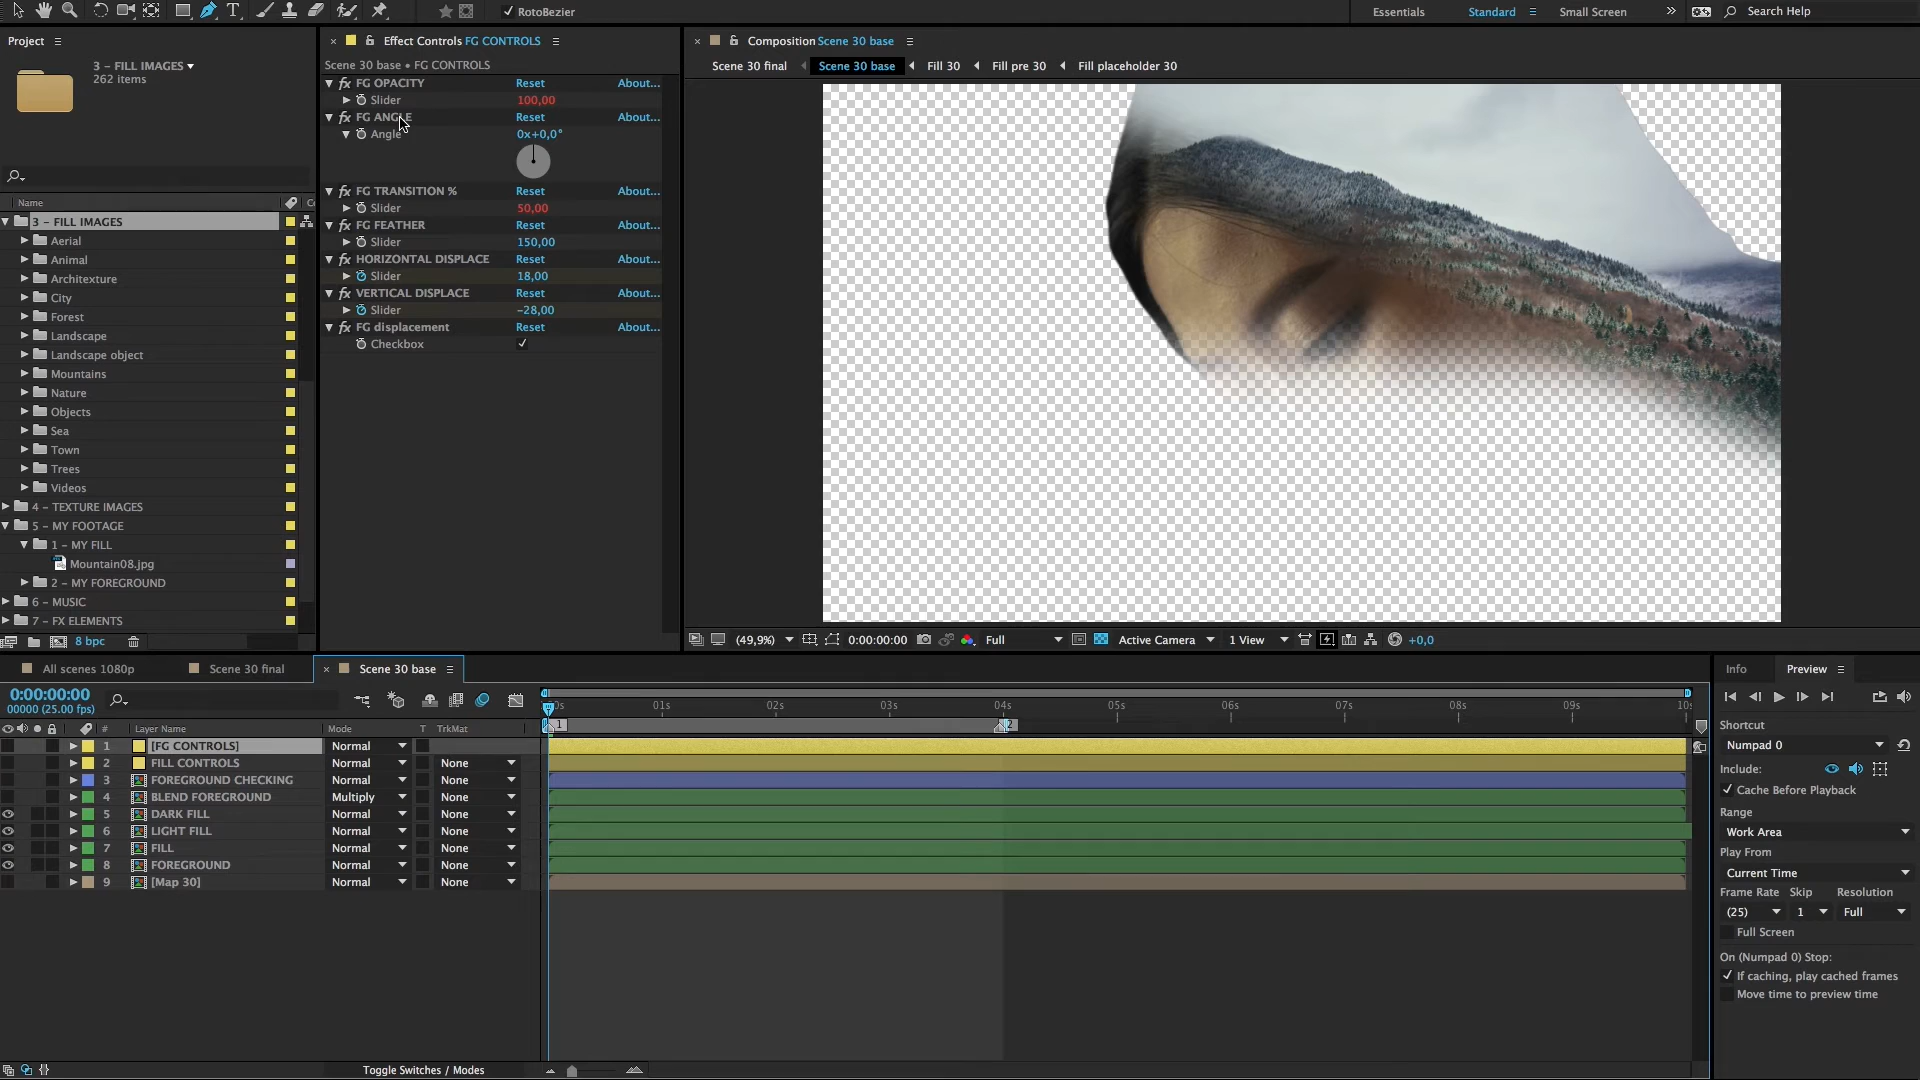 RotoBezier
Essentials
Standard
Small Screen
Search Help
Project
3 – FILL IMAGES
262 items
Name
3 – FILL IMAGES
Aerial
Animal
Architexture
City
Forest
Landscape
Landscape object
Mountains
Nature
Objects
Sea
Town
Trees
Videos
4 – TEXTURE IMAGES
5 – MY FOOTAGE
1 – MY FILL
Mountain08.jpg
2 – MY FOREGROUND
6 – MUSIC
7 – FX ELEMENTS
8 bpc
Effect Controls FG CONTROLS
Scene 30 base • FG CONTROLS
fx FG OPACITY Reset About...
Slider 100,00
fx FG ANGLE Reset About...
Angle 0x+0,0°
fx FG TRANSITION % Reset About...
Slider 50,00
fx FG FEATHER Reset About...
Slider 150,00
fx HORIZONTAL DISPLACE Reset About...
Slider 18,00
fx VERTICAL DISPLACE Reset About...
Slider -28,00
fx FG displacement Reset About...
Checkbox
Composition Scene 30 base
Scene 30 final Scene 30 base Fill 30 Fill pre 30 Fill placeholder 30
(49,9%) 0:00:00:00 Full Active Camera 1 View +0,0
All scenes 1080p Scene 30 final Scene 30 base
0:00:00:00
00000 (25.00 fps)
01s 02s 03s 04s 05s 06s 07s 08s 09s
1 2
# Layer Name Mode T TrkMat
1 [FG CONTROLS] Normal
2 FILL CONTROLS Normal None
3 FOREGROUND CHECKING Normal None
4 BLEND FOREGROUND Multiply None
5 DARK FILL Normal None
6 LIGHT FILL Normal None
7 FILL Normal None
8 FOREGROUND Normal None
9 [Map 30] Normal None
Toggle Switches / Modes
Info Preview
Shortcut
Numpad 0
Include:
Cache Before Playback
Range
Work Area
Play From
Current Time
Frame Rate Skip Resolution
(25) 1 Full
Full Screen
On (Numpad 0) Stop:
If caching, play cached frames
Move time to preview time